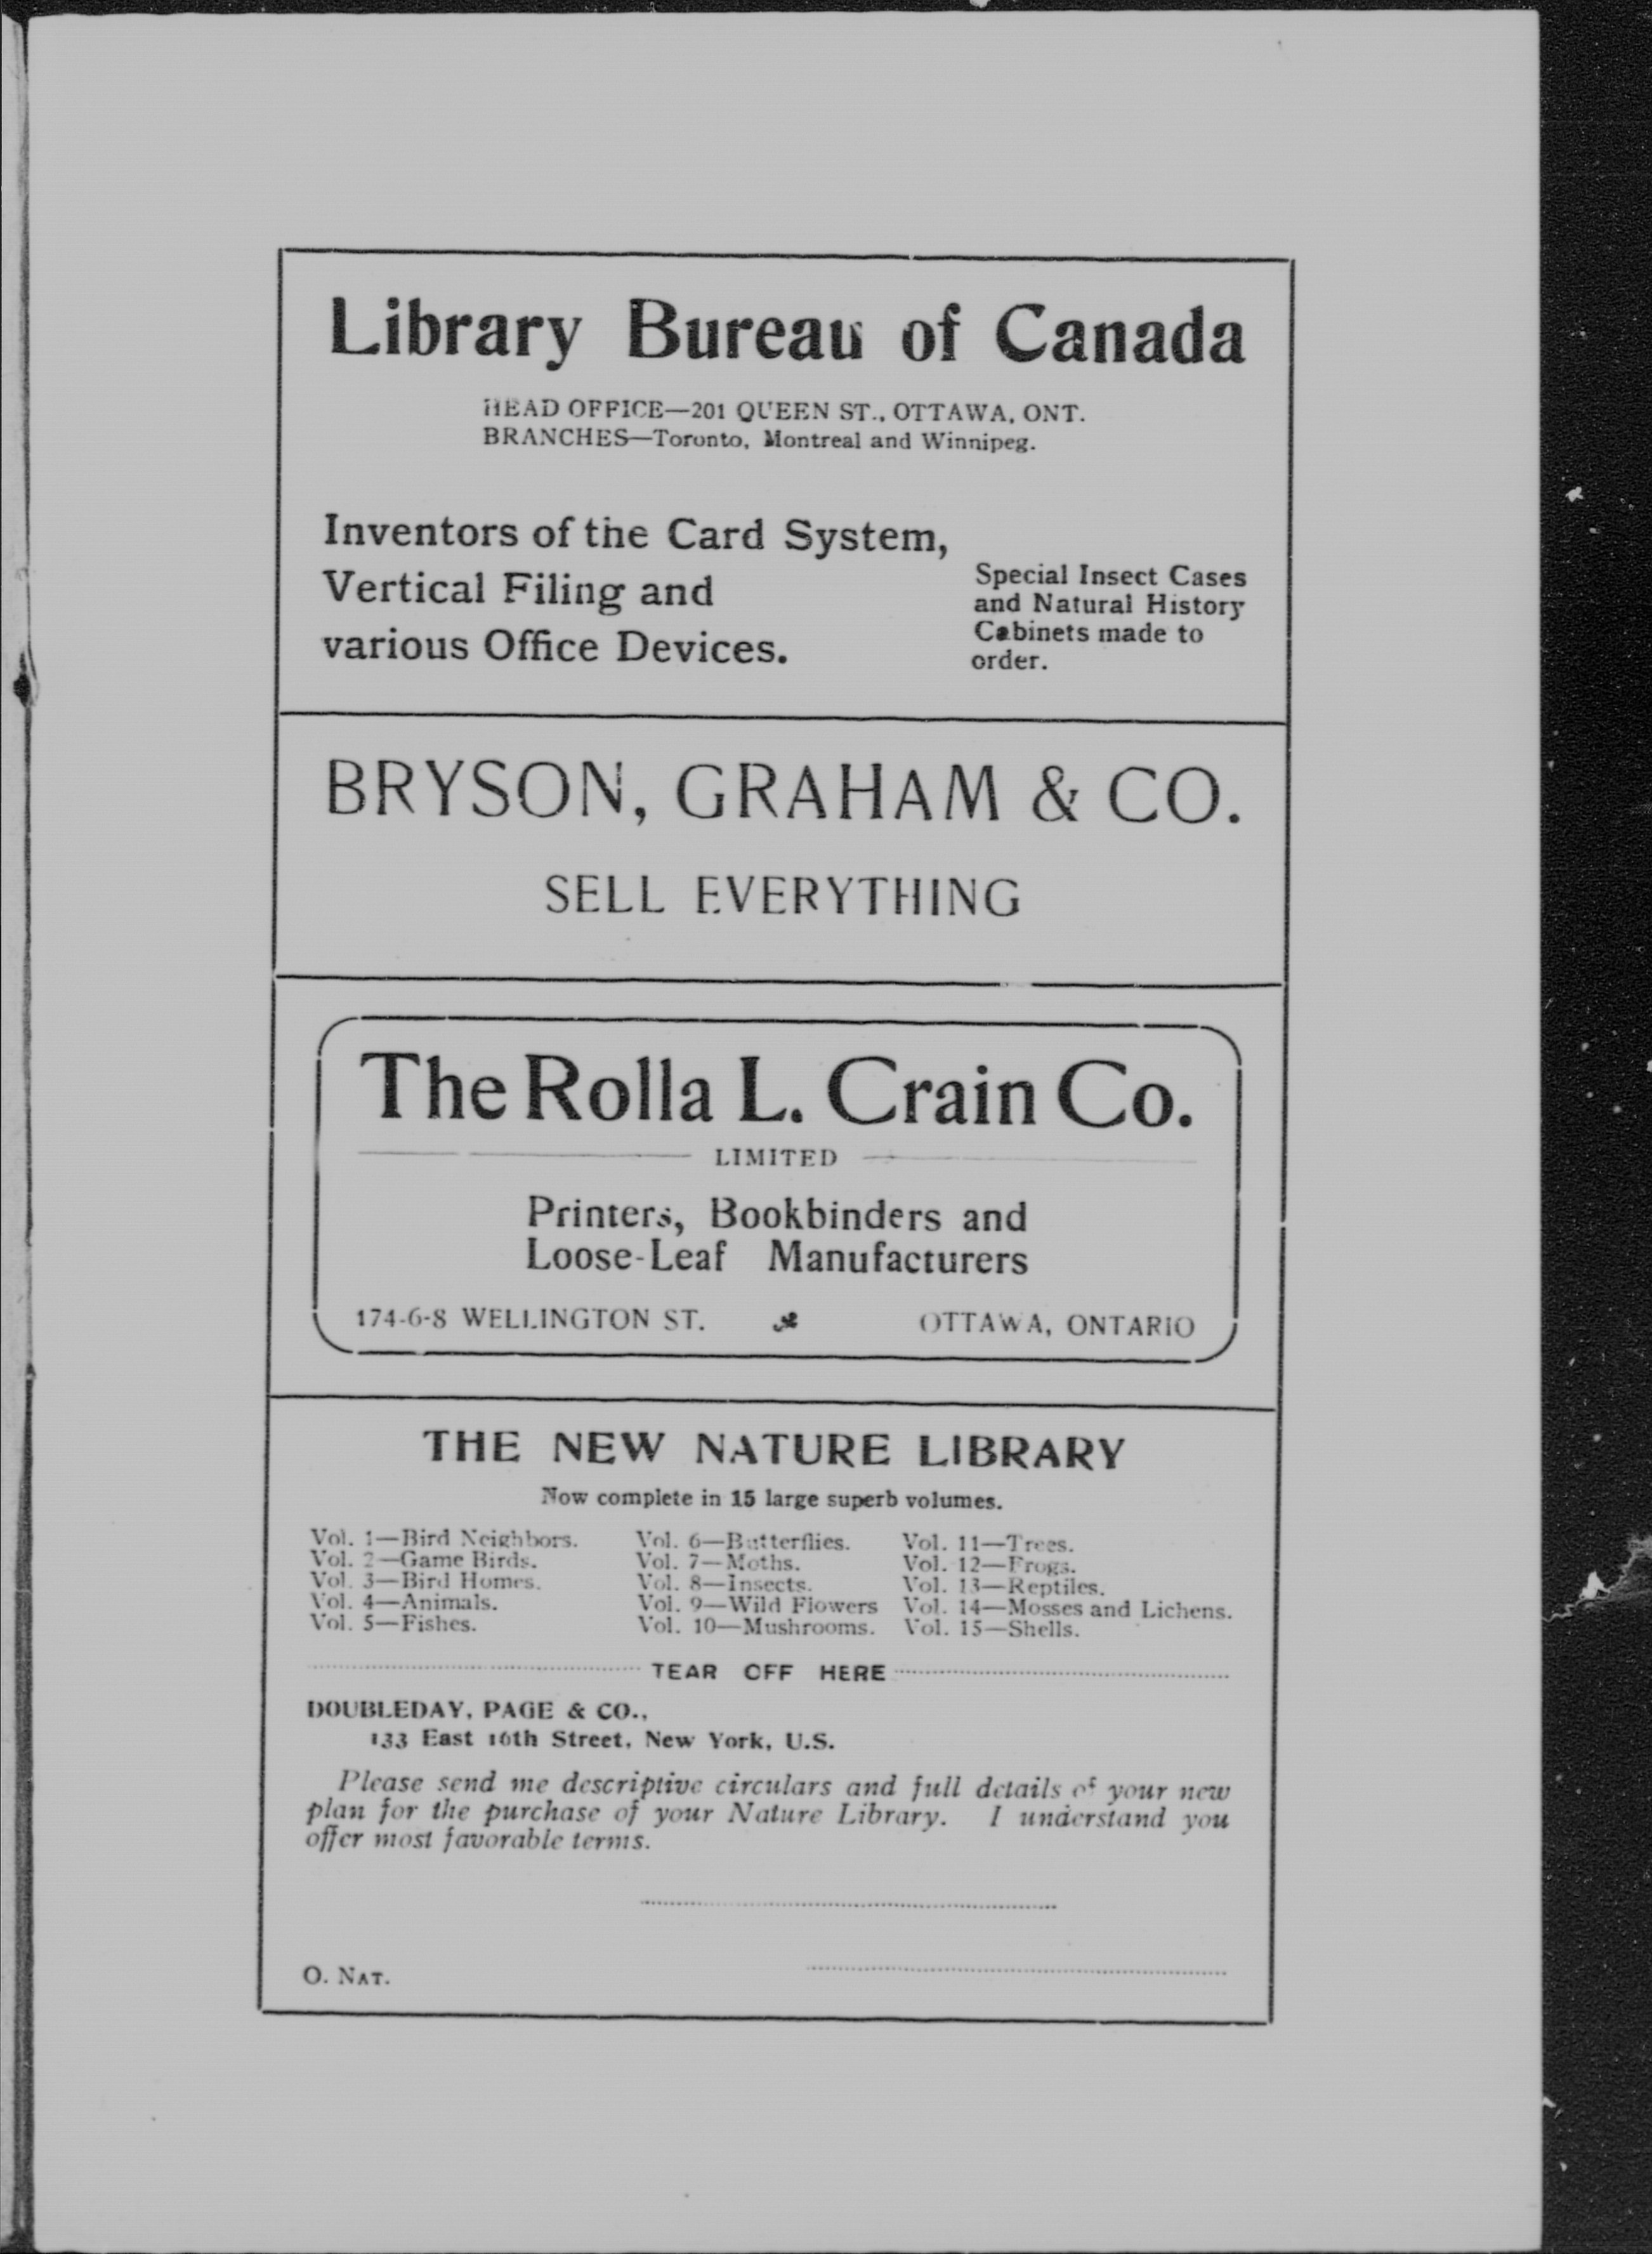 Library Bureau of Canada
HEAD OFFICE—201 QUEEN ST., OTTAWA, ONT.
BRANCHES—Toronto, Montreal and Winnipeg.
Inventors of the Card System,
Vertical Filing and
various Office Devices.
Special Insect Cases
and Natural History
Cabinets made to
order.
BRYSON, GRAHAM & CO.
SELL EVERYTHING
The Rolla L. Crain Co.
LIMITED
Printers, Bookbinders and
Loose-Leaf Manufacturers
174-6-8 WELLINGTON ST. OTTAWA, ONTARIO
THE NEW NATURE LIBRARY
Now complete in 15 large superb volumes.
Vol. 1—Bird Neighbors.
Vol. 2—Game Birds.
Vol. 3—Bird Homes.
Vol. 4—Animals.
Vol. 5—Fishes.
Vol. 6—Butterflies.
Vol. 7—Moths.
Vol. 8—Insects.
Vol. 9—Wild Flowers
Vol. 10—Mushrooms.
Vol. 11—Trees.
Vol. 12—Frogs.
Vol. 13—Reptiles.
Vol. 14—Mosses and Lichens.
Vol. 15—Shells.
TEAR OFF HERE
DOUBLEDAY, PAGE & CO.,
133 East 16th Street, New York, U.S.
Please send me descriptive circulars and full details of your new
plan for the purchase of your Nature Library. I understand you
offer most favorable terms.
O. NAT.